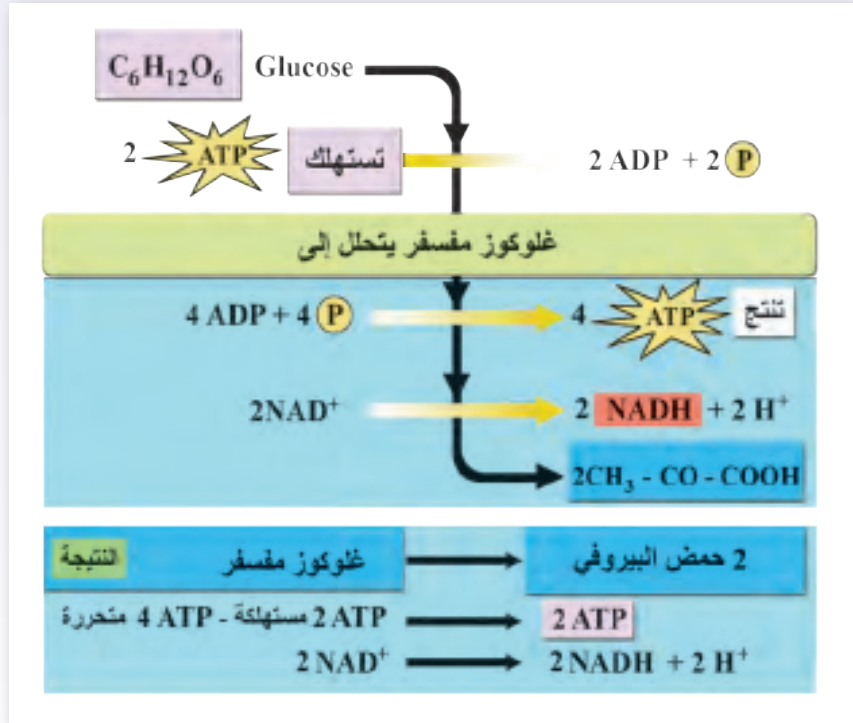 C₆H₁₂O₆ Glucose
2 ATP تستهلك 2 ADP + 2 P
غلوكوز مفسفر يتحلل إلى
4 ADP + 4 P 4 ATP تنتج
2NAD⁺ 2 NADH + 2 H⁺
2CH₃ - CO - COOH
النتيجة غلوكوز مفسفر 2 حمض البيروفي
2 ATP مستهلكة - 4 ATP متحررة 2 ATP
2 NAD⁺ 2 NADH + 2 H⁺